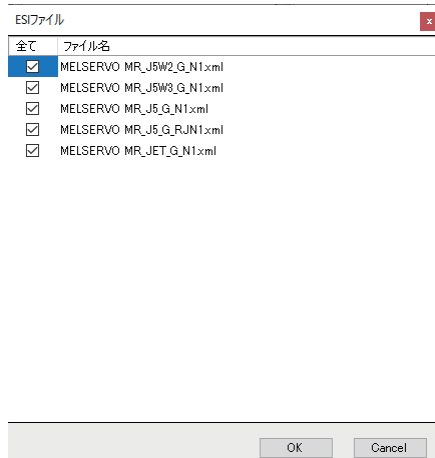 ESIファイル
全て ファイル名
MELSERVO MR_J5W2_G_N1.xml
MELSERVO MR_J5W3_G_N1.xml
MELSERVO MR_J5_G_N1.xml
MELSERVO MR_J5_G_RJN1.xml
MELSERVO MR_JET_G_N1.xml
OK Cancel